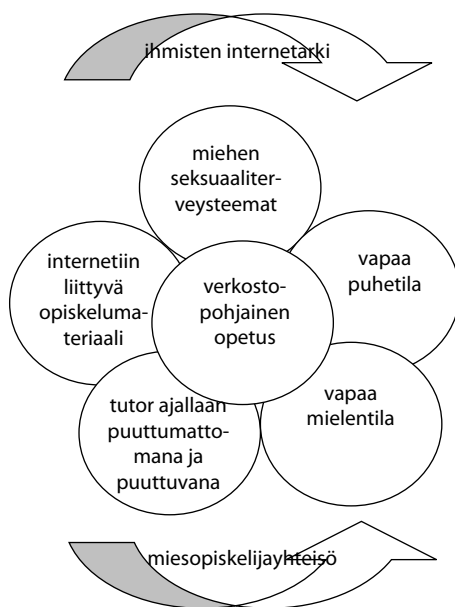 ihmisten internetarki
miehen
seksuaaliter-
veysteemat
internetiin
liittyvä
opiskeluma-
teriaali
verkosto-
pohjainen
opetus
vapaa
puhetila
tutor ajallaan
puuttumatto-
mana ja
puuttuvana
vapaa
mielentila
miesopiskelijayhteisö